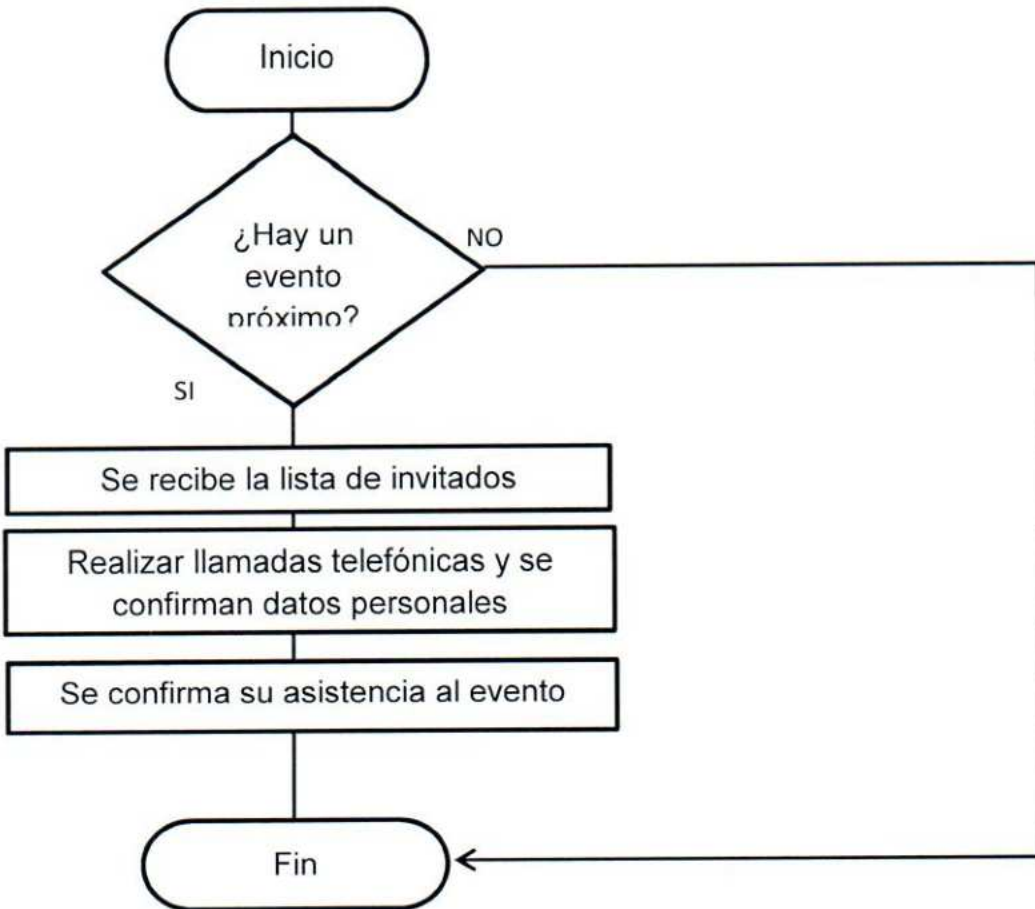 Inicio
¿Hay un
evento
próximo?
NO
SI
Se recibe la lista de invitados
Realizar llamadas telefónicas y se
confirman datos personales
Se confirma su asistencia al evento
Fin